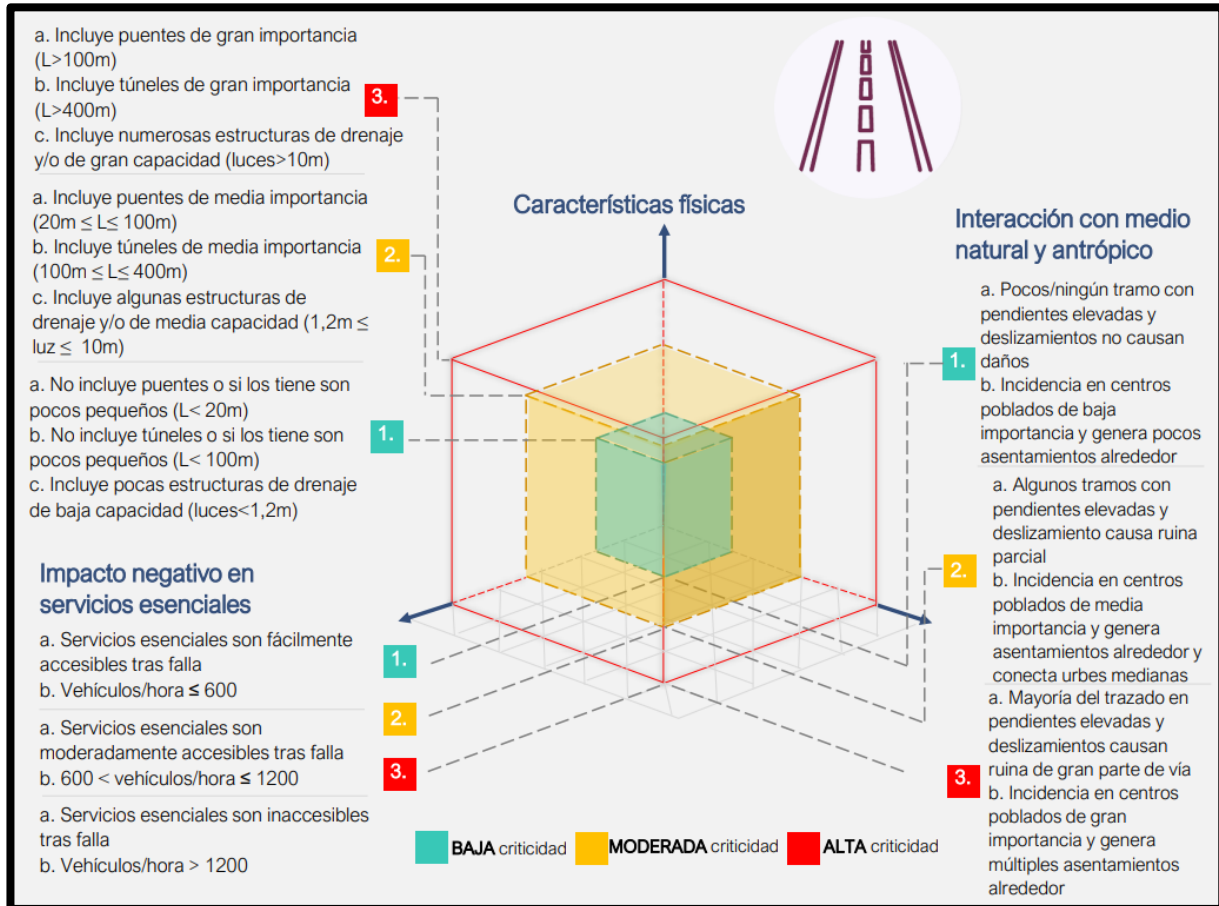 a. Incluye puentes de gran importancia
(L>100m)
b. Incluye túneles de gran importancia
(L>400m)
c. Incluye numerosas estructuras de drenaje
y/o de gran capacidad (luces>10m)
3.
a. Incluye puentes de media importancia
(20m ≤ L≤ 100m)
b. Incluye túneles de media importancia
(100m ≤ L≤ 400m)
c. Incluye algunas estructuras de
drenaje y/o de media capacidad (1,2m ≤
luz ≤ 10m)
2.
a. No incluye puentes o si los tiene son
pocos pequeños (L< 20m)
b. No incluye túneles o si los tiene son
pocos pequeños (L< 100m)
c. Incluye pocas estructuras de drenaje
de baja capacidad (luces<1,2m)
1.
Características físicas
Interacción con medio
natural y antrópico
a. Pocos/ningún tramo con
pendientes elevadas y
deslizamientos no causan
daños
b. Incidencia en centros
poblados de baja
importancia y genera pocos
asentamientos alrededor
1.
a. Algunos tramos con
pendientes elevadas y
deslizamiento causa ruina
parcial
b. Incidencia en centros
poblados de media
importancia y genera
asentamientos alrededor y
conecta urbes medianas
2.
a. Mayoría del trazado en
pendientes elevadas y
deslizamientos causan
ruina de gran parte de vía
b. Incidencia en centros
poblados de gran
importancia y genera
múltiples asentamientos
alrededor
3.
Impacto negativo en
servicios esenciales
a. Servicios esenciales son fácilmente
accesibles tras falla
b. Vehículos/hora ≤ 600
1.
a. Servicios esenciales son
moderadamente accesibles tras falla
b. 600 < vehículos/hora ≤ 1200
2.
a. Servicios esenciales son inaccesibles
tras falla
b. Vehículos/hora > 1200
3.
BAJA criticidad
MODERADA criticidad
ALTA criticidad